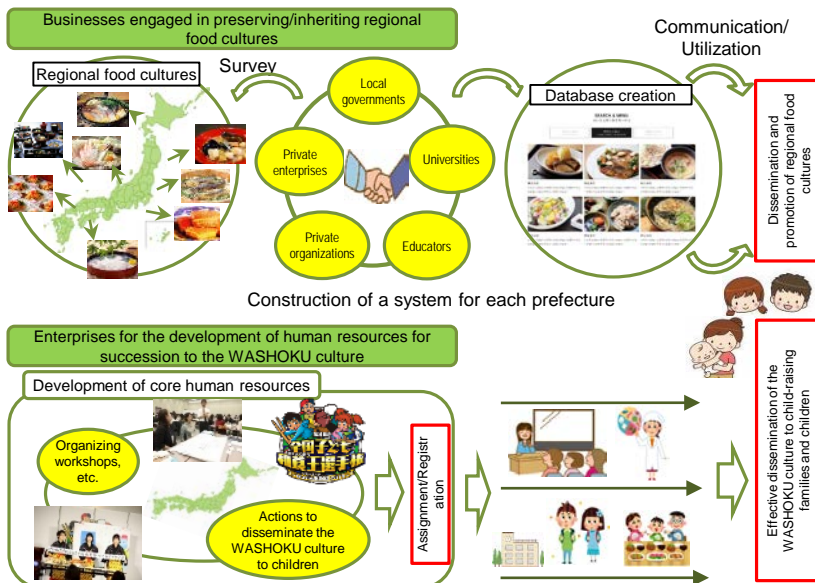 Businesses engaged in preserving/inheriting regional
food cultures
Communication/
Utilization
Survey
Regional food cultures
Local
governments
Database creation
Private
enterprises
Universities
Private
organizations
Educators
Dissemination and
promotion of regional food
cultures
Construction of a system for each prefecture
Enterprises for the development of human resources for
succession to the WASHOKU culture
Development of core human resources
Organizing
workshops,
etc.
Actions to
disseminate the
WASHOKU culture
to children
Assignment/Registr
ation
Effective dissemination of the
WASHOKU culture to child-raising
families and children